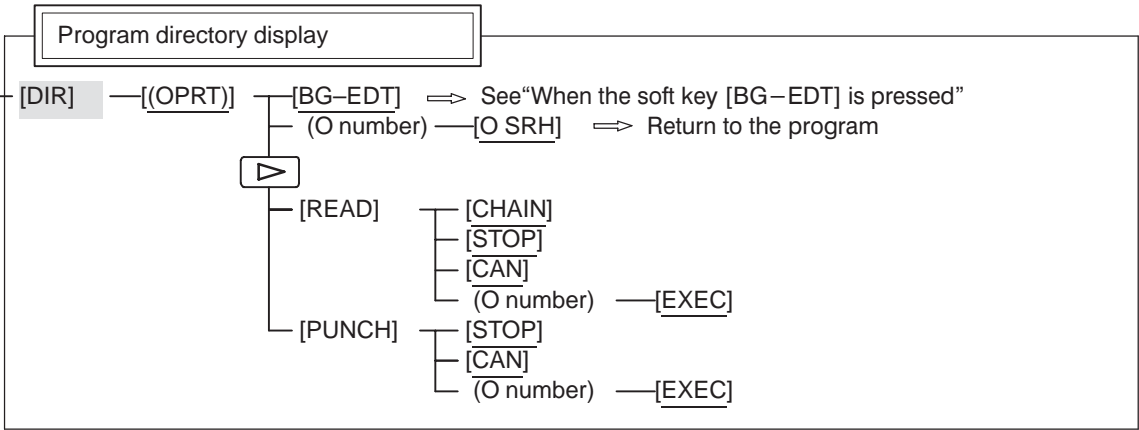 Program directory display
[DIR] [(OPRT)] [BG–EDT] ⇒ See“When the soft key [BG−EDT] is pressed”
(O number) [O SRH] ⇒ Return to the program
[READ] [CHAIN]
[STOP]
[CAN]
(O number) [EXEC]
[PUNCH] [STOP]
[CAN]
(O number) [EXEC]